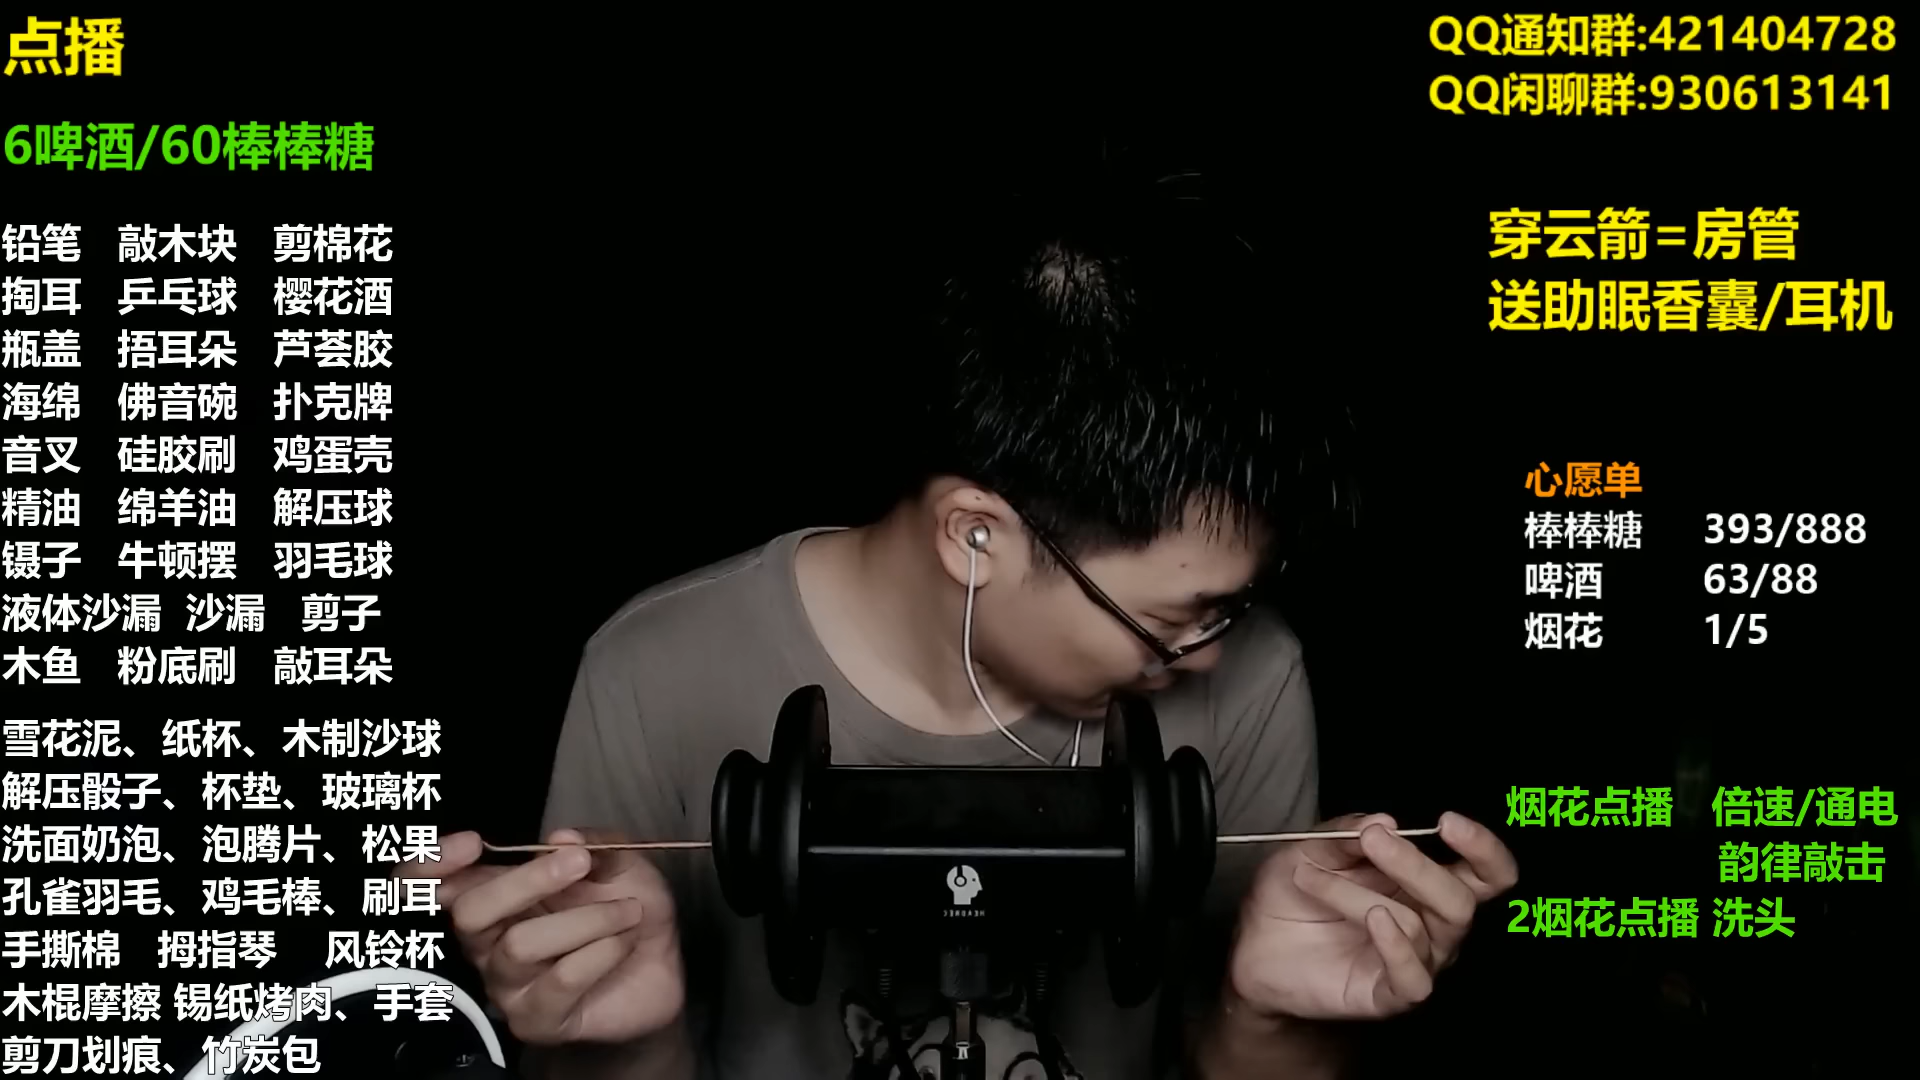 点播
6啤酒/60棒棒糖
铅笔 敲木块 剪棉花
掏耳 乒乓球 樱花酒
瓶盖 捂耳朵 芦荟胶
海绵 佛音碗 扑克牌
音叉 硅胶刷 鸡蛋壳
精油 绵羊油 解压球
镊子 牛顿摆 羽毛球
液体沙漏 沙漏 剪子
木鱼 粉底刷 敲耳朵
雪花泥、纸杯、木制沙球
解压骰子、杯垫、玻璃杯
洗面奶泡、泡腾片、松果
孔雀羽毛、鸡毛棒、刷耳
手撕棉 拇指琴 风铃杯
木棍摩擦 锡纸烤肉、手套
剪刀划痕、竹炭包
QQ通知群:421404728
QQ闲聊群:930613141
穿云箭=房管
送助眠香囊/耳机
心愿单
棒棒糖 393/888
啤酒 63/88
烟花 1/5
烟花点播 倍速/通电
韵律敲击
2烟花点播 洗头
HEADREC